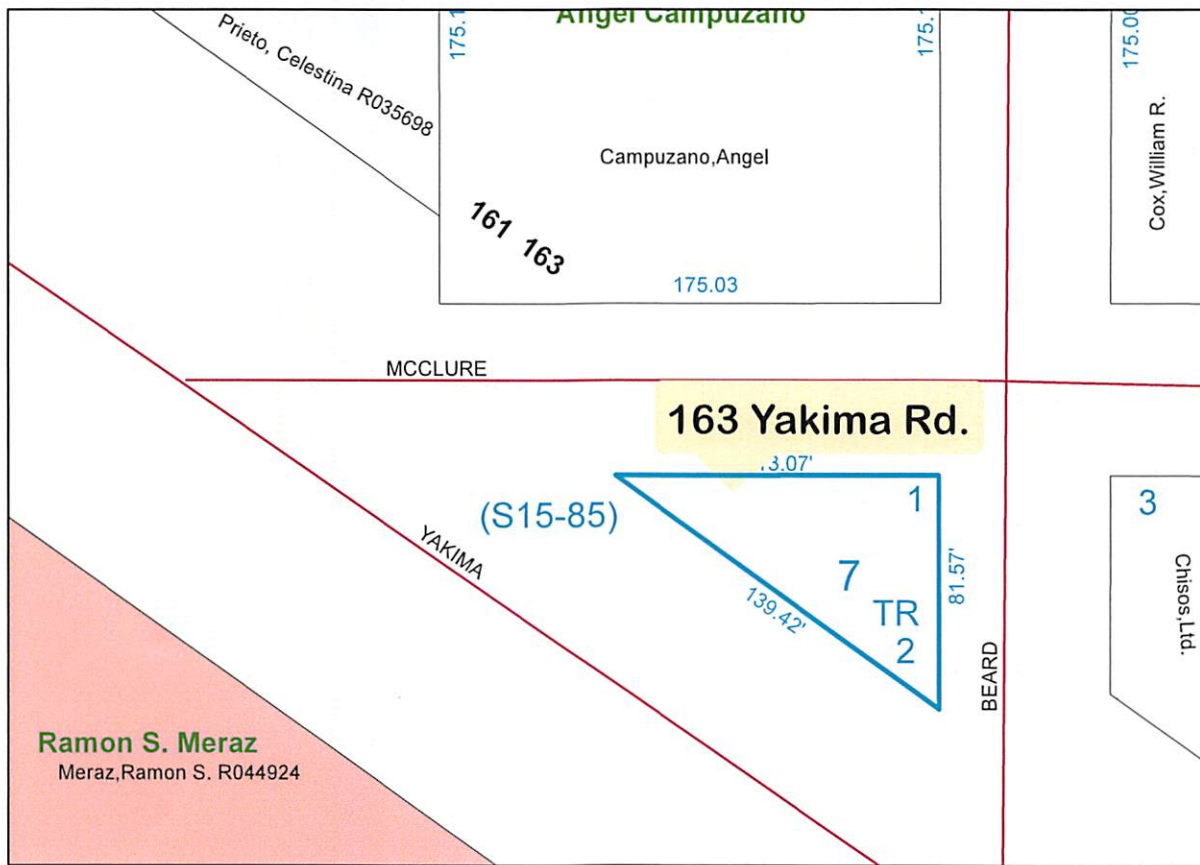 Angel Campuzano
175.1
175.1
175.00
Prieto, Celestina R035698
Campuzano,Angel
Cox,William R.
161 163
175.03
MCCLURE
163 Yakima Rd.
3.07'
(S15-85)
1
3
YAKIMA
7
81.57'
139.42'
TR
2
Chisos,Ltd.
BEARD
Ramon S. Meraz
Meraz,Ramon S. R044924